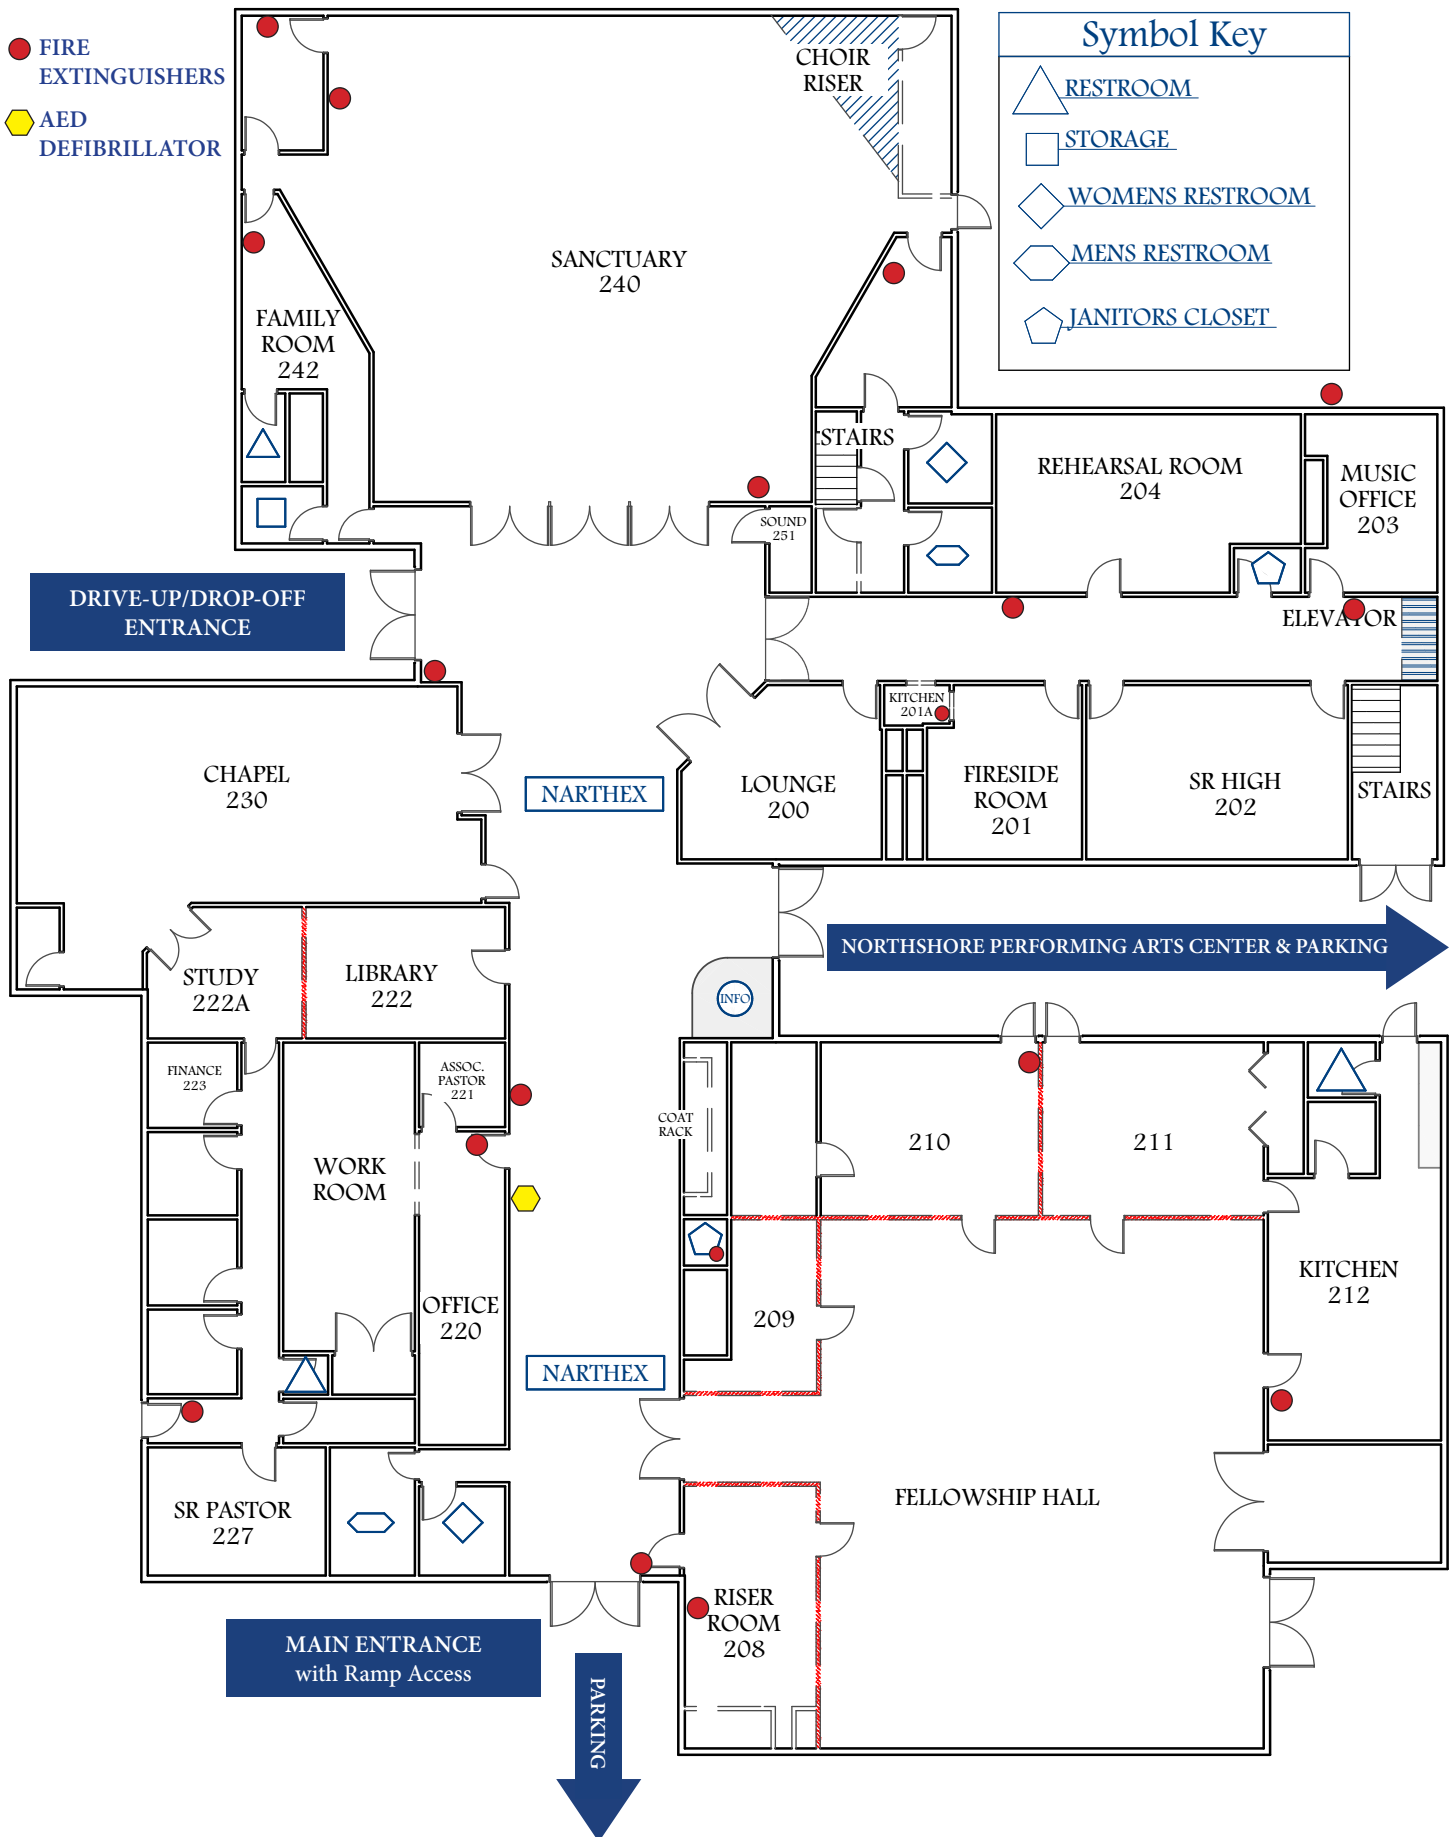 FIRE
EXTINGUISHERS
AED
DEFIBRILLATOR
CHOIR
RISER
Symbol Key
RESTROOM
STORAGE
WOMENS RESTROOM
MENS RESTROOM
JANITORS CLOSET
SANCTUARY
240
FAMILY
ROOM
242
STAIRS
REHEARSAL ROOM
204
MUSIC
OFFICE
203
SOUND
251
DRIVE-UP/DROP-OFF
ENTRANCE
ELEVATOR
KITCHEN
201A
CHAPEL
230
NARTHEX
LOUNGE
200
FIRESIDE
ROOM
201
SR HIGH
202
STAIRS
NORTHSHORE PERFORMING ARTS CENTER & PARKING
STUDY
222A
LIBRARY
222
INFO
FINANCE
223
ASSOC.
PASTOR
221
COAT
RACK
210
211
WORK
ROOM
KITCHEN
212
OFFICE
220
209
NARTHEX
SR PASTOR
227
FELLOWSHIP HALL
RISER
ROOM
208
MAIN ENTRANCE
with Ramp Access
PARKING